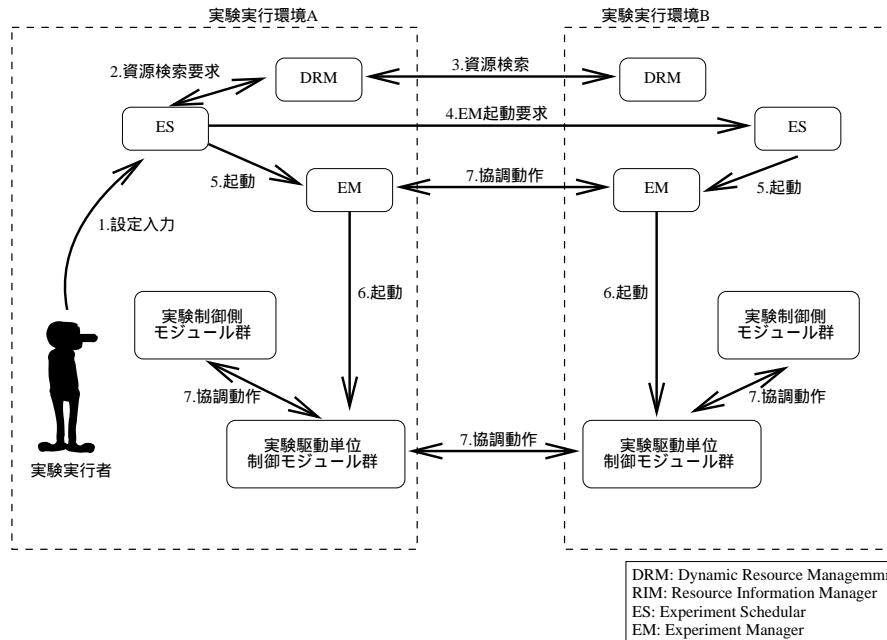 実験実行環境A
実験実行環境B
2.資源検索要求
DRM
3.資源検索
DRM
ES
4.EM起動要求
ES
5.起動
EM
7.協調動作
EM
5.起動
1.設定入力
6.起動
6.起動
実験制御側
モジュール群
実験制御側
モジュール群
7.協調動作
7.協調動作
実験駆動単位
制御モジュール群
7.協調動作
実験駆動単位
制御モジュール群
実験実行者
DRM: Dynamic Resource Managemm
RIM: Resource Information Manager
ES: Experiment Schedular
EM: Experiment Manager